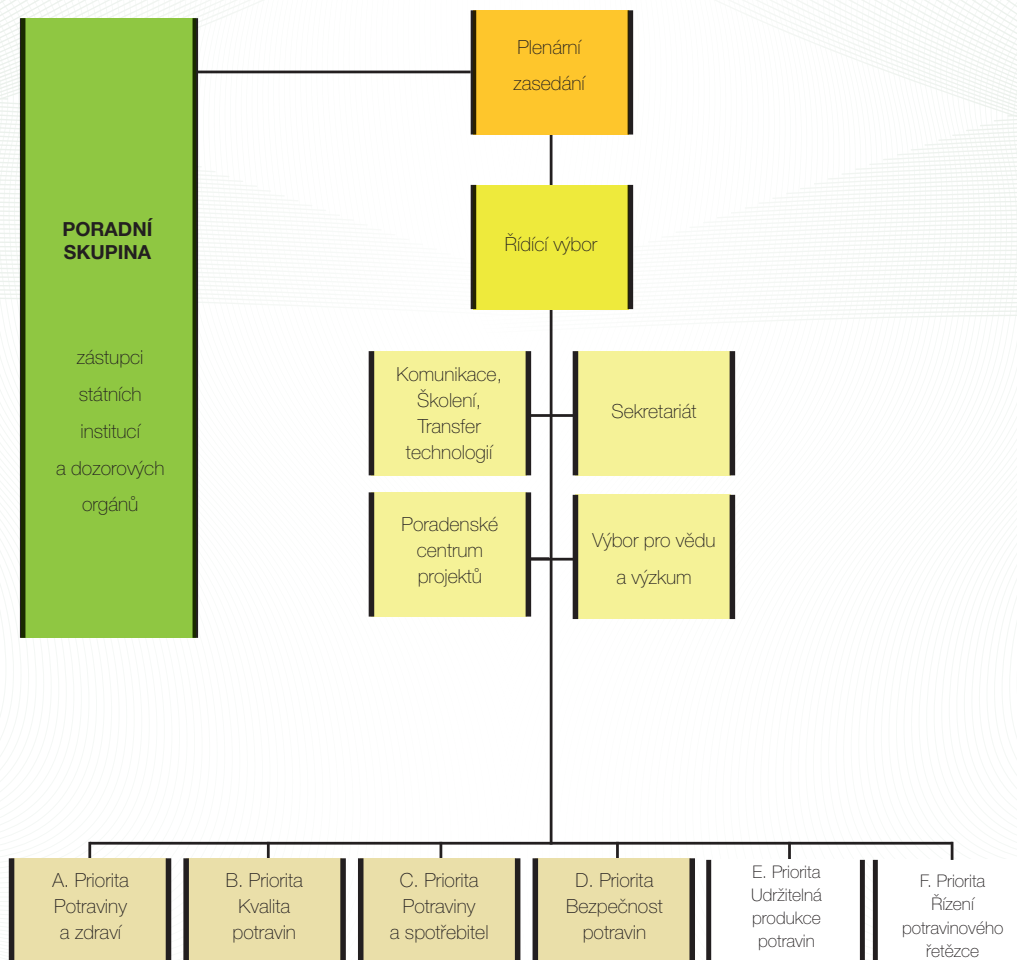 Plenární
zasedání
PORADNÍ
SKUPINA
zástupci
státních
institucí
a dozorových
orgánů
Řídící výbor
Komunikace,
Školení,
Transfer
technologií
Sekretariát
Poradenské
centrum
projektů
Výbor pro vědu
a výzkum
A. Priorita
Potraviny
a zdraví
B. Priorita
Kvalita
potravin
C. Priorita
Potraviny
a spotřebitel
D. Priorita
Bezpečnost
potravin
E. Priorita
Udržitelná
produkce
potravin
F. Priorita
Řízení
potravinového
řetězce